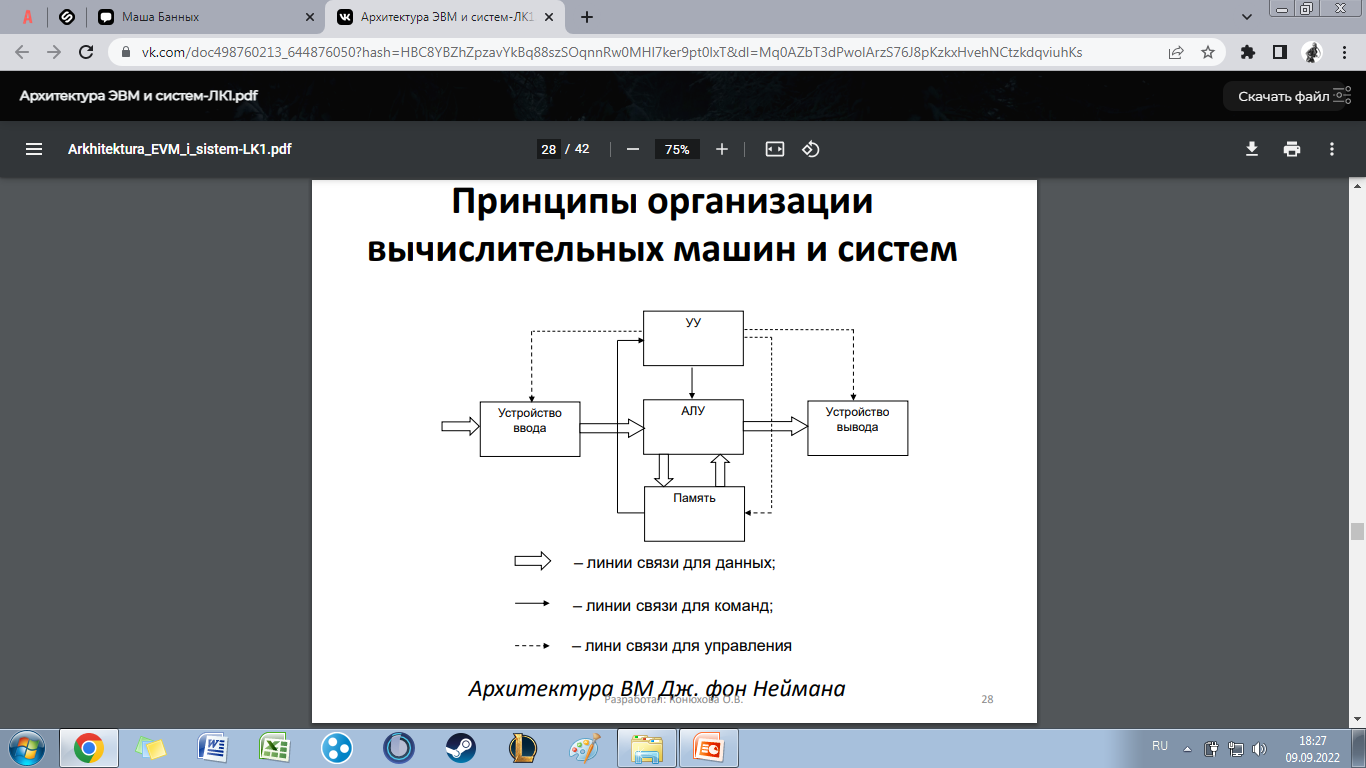 Маша Банных
Архитектура ЭВМ и систем-ЛК1
vk.com/doc498760213_644876050?hash=HBC8YBZhZpzavYkBq88szSOqnnRw0MHI7ker9pt0lxT&dl=Mq0AZbT3dPwolArzS76J8pKzkxHvehNCtzkdqviuhKs
Архитектура ЭВМ и систем-ЛК1.pdf
Скачать файл
Arkhitektura_EVM_i_sistem-LK1.pdf
28 / 42
75%
Принципы организации
вычислительных машин и систем
УУ
Устройство
ввода
АЛУ
Устройство
вывода
Память
– линии связи для данных;
– линии связи для команд;
– лини связи для управления
Архитектура ВМ Дж. фон Неймана
Разработал: Конюхова О.В.
28
RU
18:27
09.09.2022